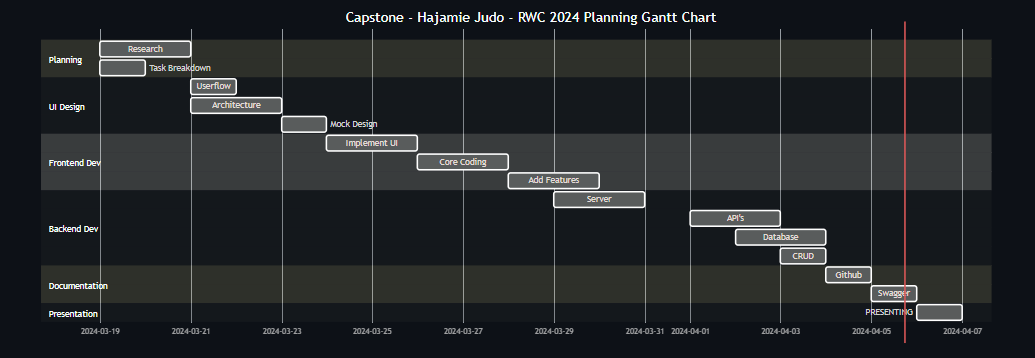 Capstone - Hajamie Judo - RWC 2024 Planning Gantt Chart
Planning
Research
Task Breakdown
UI Design
Userflow
Architecture
Mock Design
Frontend Dev
Implement UI
Core Coding
Add Features
Backend Dev
Server
API's
Database
CRUD
Documentation
Github
Swagger
Presentation
PRESENTING
2024-03-19 2024-03-21 2024-03-23 2024-03-25 2024-03-27 2024-03-29 2024-03-31 2024-04-01 2024-04-03 2024-04-05 2024-04-07